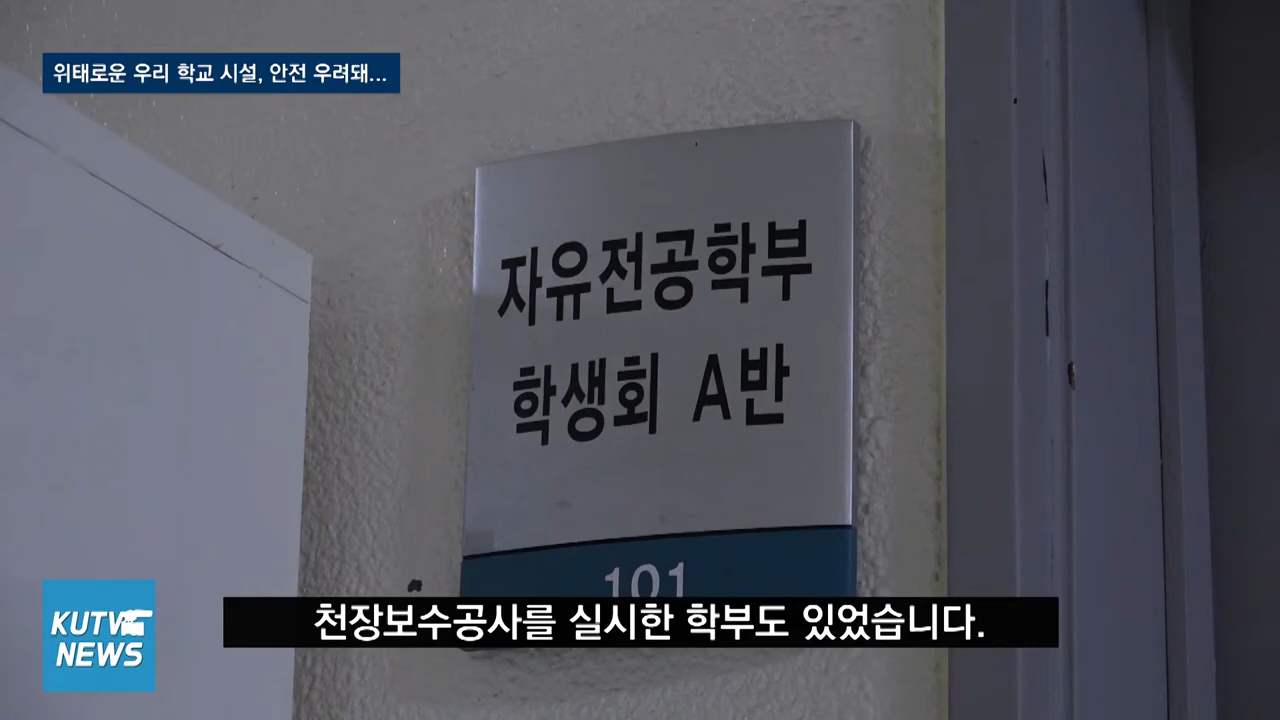 위태로운 우리 학교 시설, 안전 우려돼...
자유전공학부
학생회 A반
101
천장보수공사를 실시한 학부도 있었습니다.
KUTV
NEWS